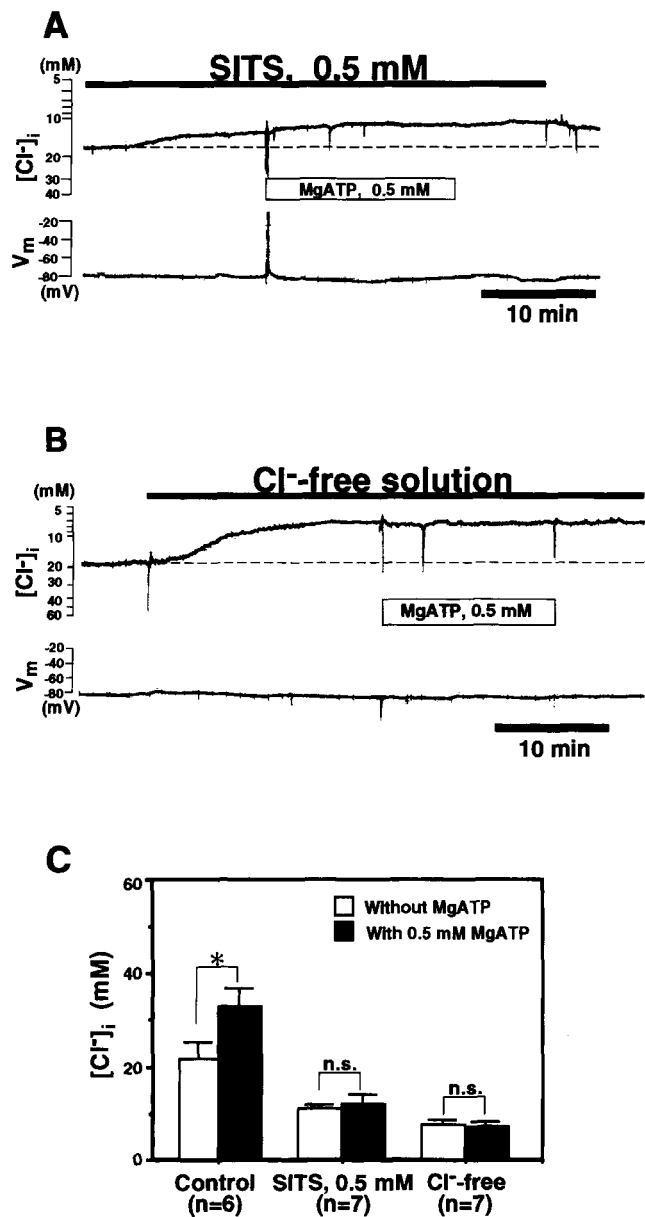 A
(mM)
SITS, 0.5 mM
5
10
20
30
40
[Cl-]i
MgATP, 0.5 mM
-20
-40
-60
-80
Vm
(mV)
10 min
B
(mM)
Cl--free solution
5
10
20
30
40
60
[Cl-]i
MgATP, 0.5 mM
-20
-40
-60
-80
Vm
(mV)
10 min
C
60
40
20
0
[Cl-]i (mM)
Without MgATP
With 0.5 mM MgATP
*
n.s.
n.s.
Control SITS, 0.5 mM Cl--free
(n=6) (n=7) (n=7)